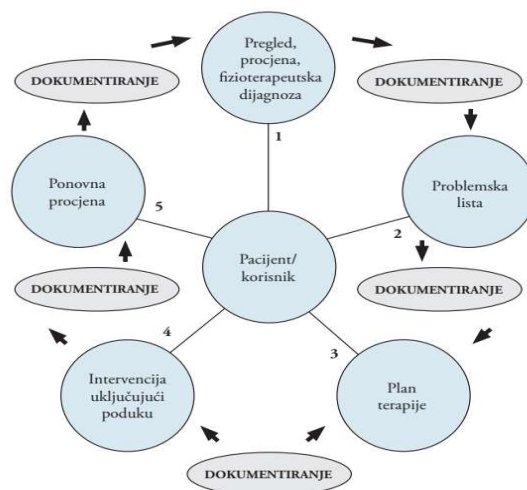 Pregled,
procjena,
fizioterapeutska
dijagnoza
1
DOKUMENTIRANJE
DOKUMENTIRANJE
Ponovna
procjena
5
Problemska
lista
2
Pacijent/
korisnik
DOKUMENTIRANJE
DOKUMENTIRANJE
4
3
Intervencija
uključujući
poduku
Plan
terapije
DOKUMENTIRANJE